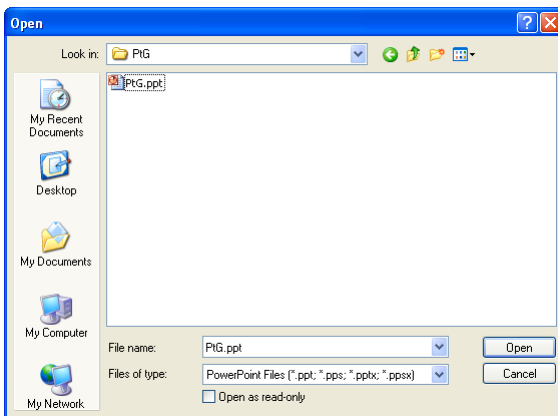 Open
Look in:
PtG
PtG.ppt
My Recent
Documents
Desktop
My Documents
My Computer
My Network
File name:
PtG.ppt
Open
Files of type:
PowerPoint Files (*.ppt; *.pps; *.pptx; *.ppsx)
Cancel
Open as read-only